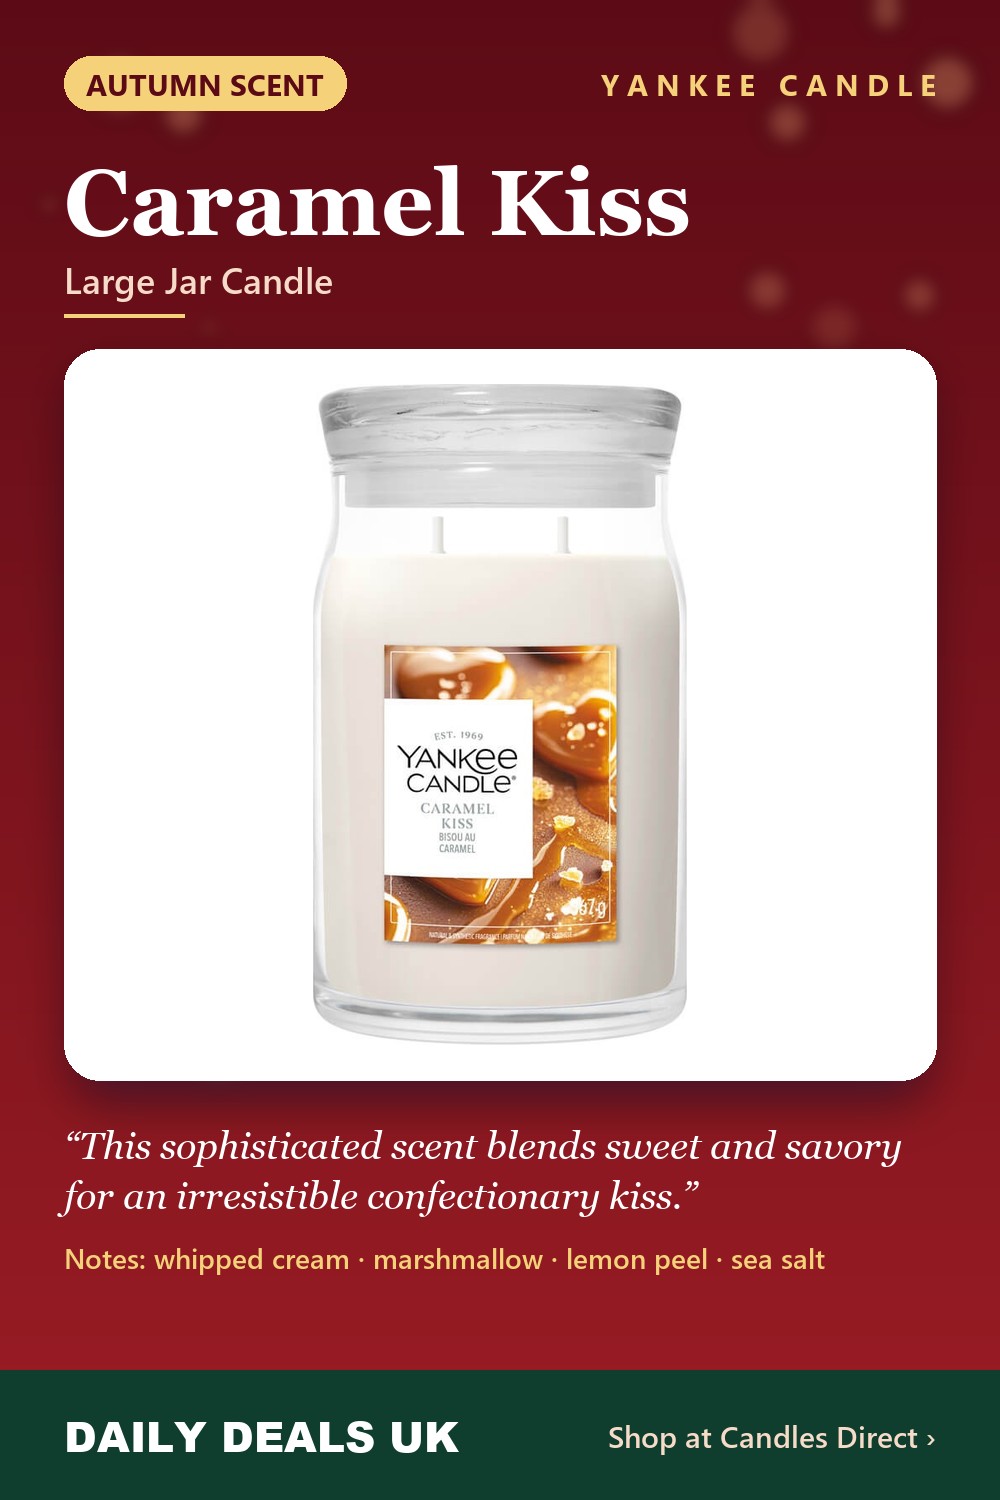 AUTUMN SCENT
YANKEE CANDLE
Caramel Kiss
Large Jar Candle
EST. 1969
YANKEE
CANDLE®
CARAMEL
KISS
BISOU AU
CARAMEL
“This sophisticated scent blends sweet and savory
for an irresistible confectionary kiss.”
Notes: whipped cream · marshmallow · lemon peel · sea salt
DAILY DEALS UK
Shop at Candles Direct ›